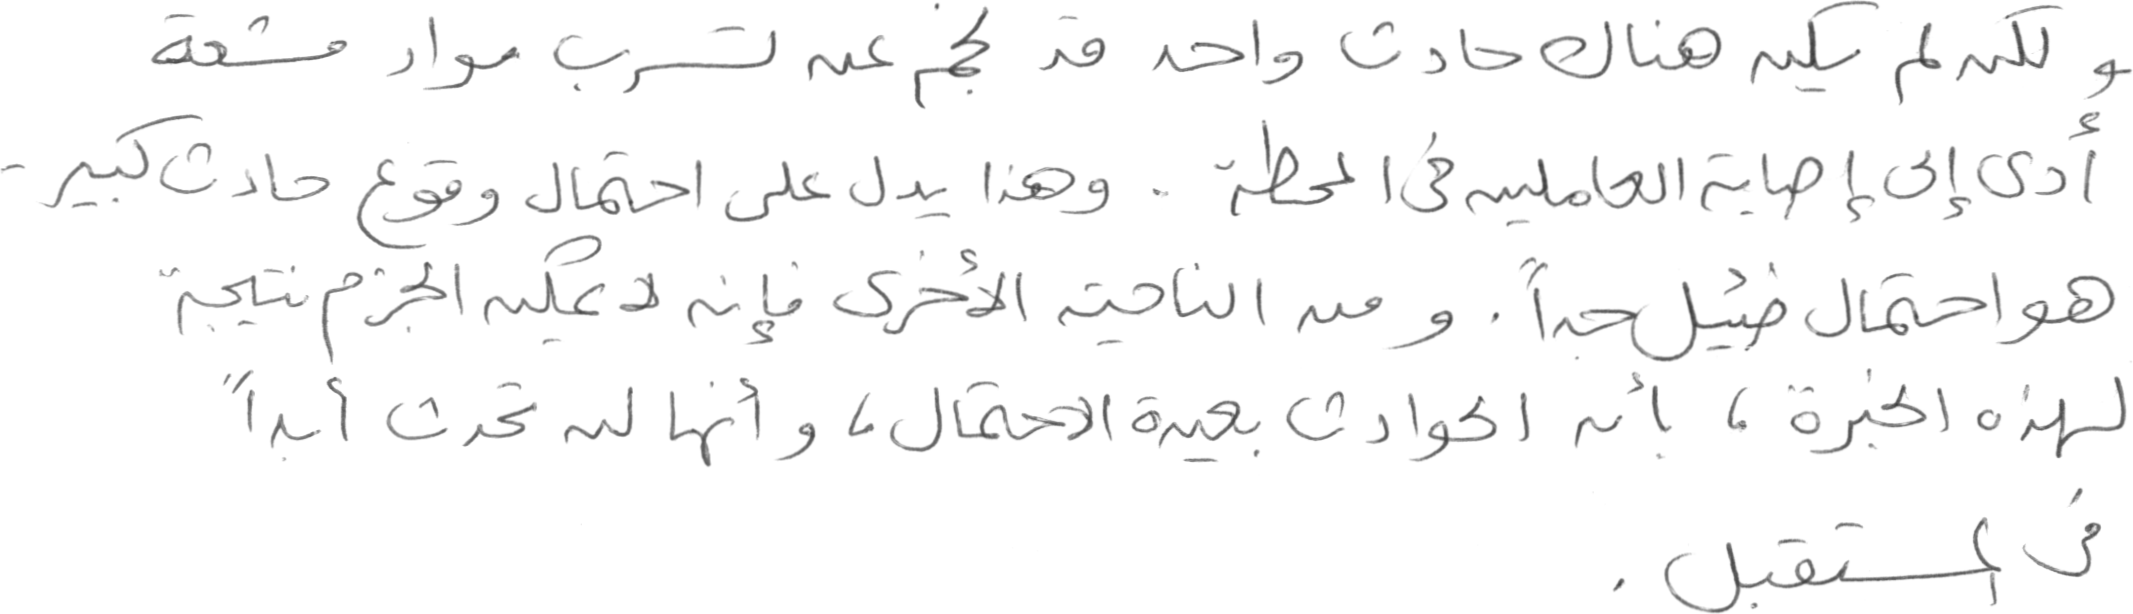 ولكن لم يكن هناك حادث واحد قد نجم عن تسرب مواد مشعة
أدى إلى إصابة العاملين في المحطة . وهذا يدل على احتمال وقوع حادث كبير -
هو احتمال ضئيل جداً . ومن الناحية الأخرى فإنه لا يمكن الجزم نتيجة
لهذه الخبرة ، بأن الحوادث بعيدة الاحتمال ، وأنها لن تحدث أبداً
في المستقبل .